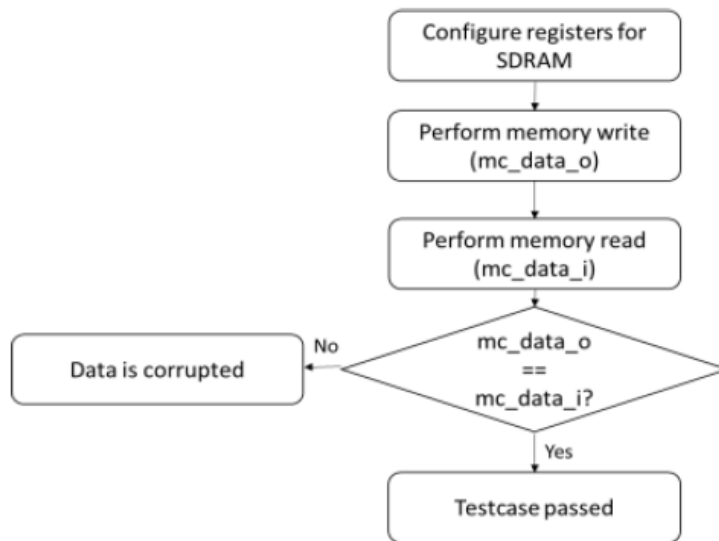 Configure registers for
SDRAM
Perform memory write
(mc_data_o)
Perform memory read
(mc_data_i)
mc_data_o
==
mc_data_i?
No
Data is corrupted
Yes
Testcase passed